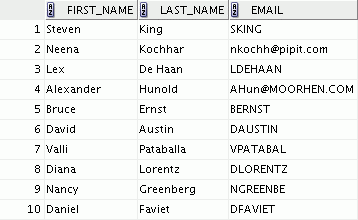 FIRST_NAME LAST_NAME EMAIL
1 Steven King SKING
2 Neena Kochhar nkochh@pipit.com
3 Lex De Haan LDEHAAN
4 Alexander Hunold AHun@MOORHEN.COM
5 Bruce Ernst BERNST
6 David Austin DAUSTIN
7 Valli Pataballa VPATABAL
8 Diana Lorentz DLORENTZ
9 Nancy Greenberg NGREENBE
10 Daniel Faviet DFAVIET